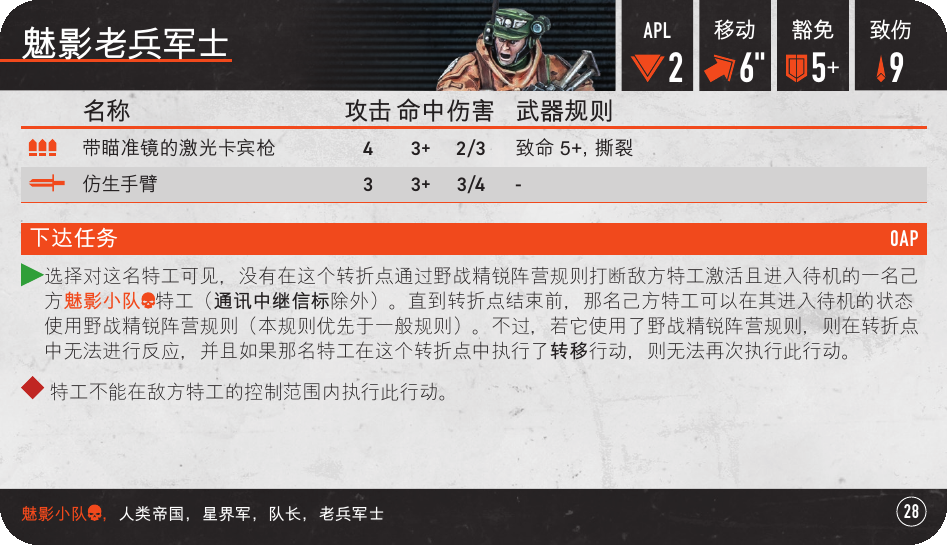 魅影老兵军士
APL 移动 豁免 致伤
2 6" 5+ 9
名称 攻击 命中 伤害 武器规则
带瞄准镜的激光卡宾枪 4 3+ 2/3 致命 5+, 撕裂
仿生手臂 3 3+ 3/4 -
下达任务 0AP
选择对这名特工可见，没有在这个转折点通过野战精锐阵营规则打断敌方特工激活且进入待机的一名己
方魅影小队特工（通讯中继信标除外）。直到转折点结束前，那名己方特工可以在其进入待机的状态
使用野战精锐阵营规则（本规则优先于一般规则）。不过，若它使用了野战精锐阵营规则，则在转折点
中无法进行反应，并且如果那名特工在这个转折点中执行了转移行动，则无法再次执行此行动。
特工不能在敌方特工的控制范围内执行此行动。
魅影小队，人类帝国，星界军，队长，老兵军士
28